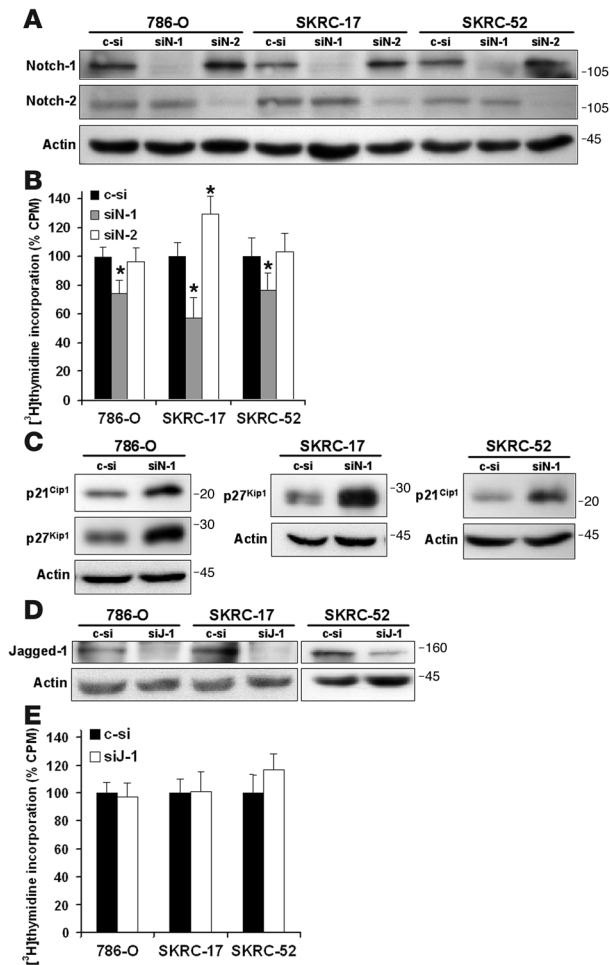 A
786-O SKRC-17 SKRC-52
c-si siN-1 siN-2 c-si siN-1 siN-2 c-si siN-1 siN-2
Notch-1 -105
Notch-2 -105
Actin -45
B
[³H]thymidine incorporation (% CPM)
140
120
100
80
60
40
20
0
c-si
siN-1
siN-2
* * * *
786-O SKRC-17 SKRC-52
C
786-O
c-si siN-1
p21Cip1 -20
p27Kip1 -30
Actin -45
SKRC-17
c-si siN-1
p27Kip1 -30
Actin -45
SKRC-52
c-si siN-1
p21Cip1 -20
Actin -45
D
786-O SKRC-17 SKRC-52
c-si siJ-1 c-si siJ-1 c-si siJ-1
Jagged-1 -160
Actin -45
E
[³H]thymidine incorporation (% CPM)
140
120
100
80
60
40
20
0
c-si
siJ-1
786-O SKRC-17 SKRC-52